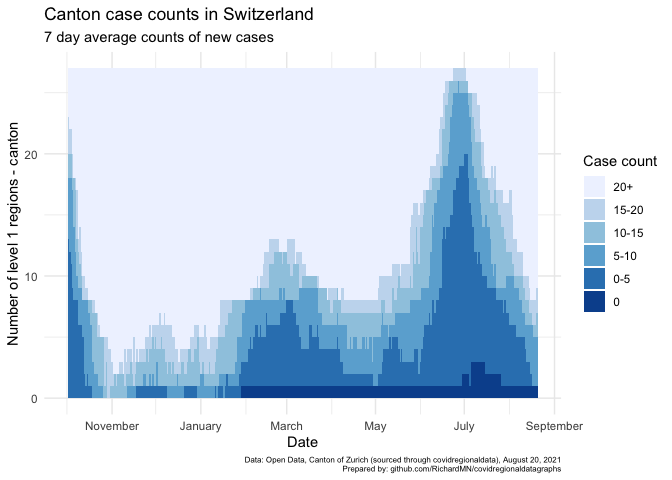 Canton case counts in Switzerland
7 day average counts of new cases
Number of level 1 regions - canton
20
10
0
November
January
March
May
July
September
Date
Case count
20+
15-20
10-15
5-10
0-5
0
Data: Open Data, Canton of Zurich (sourced through covidregionaldata), August 20, 2021
Prepared by: github.com/RichardMN/covidregionaldatagraphs